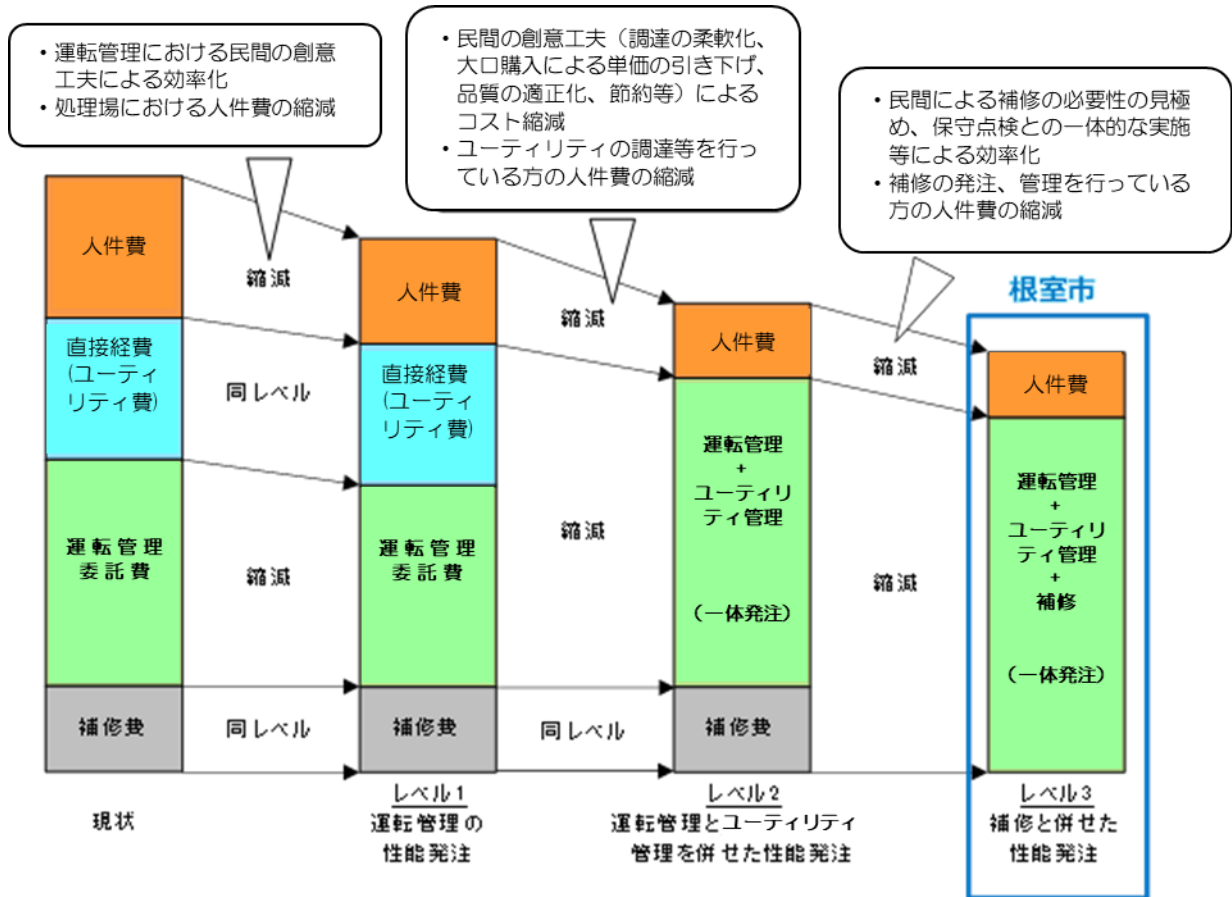 ・運転管理における民間の創意
工夫による効率化
・処理場における人件費の縮減
・民間の創意工夫（調達の柔軟化、
大口購入による単価の引き下げ、
品質の適正化、節約等）による
コスト縮減
・ユーティリティの調達等を行っ
ている方の人件費の縮減
・民間による補修の必要性の見極
め、保守点検との一体的な実施
等による効率化
・補修の発注、管理を行っている
方の人件費の縮減
根室市
人件費
直接経費
(ユーティ
リティ費)
運転管理
委託費
補修費
現状
縮減
同レベル
縮減
同レベル
人件費
直接経費
(ユーティ
リティ費)
運転管理
委託費
補修費
レベル1
運転管理の
性能発注
縮減
縮減
同レベル
人件費
運転管理
+
ユーティリ
ティ管理
（一体発注）
補修費
レベル2
運転管理とユーティリティ
管理を併せた性能発注
縮減
縮減
人件費
運転管理
+
ユーティリ
ティ管理
+
補修
（一体発注）
レベル3
補修と併せた
性能発注